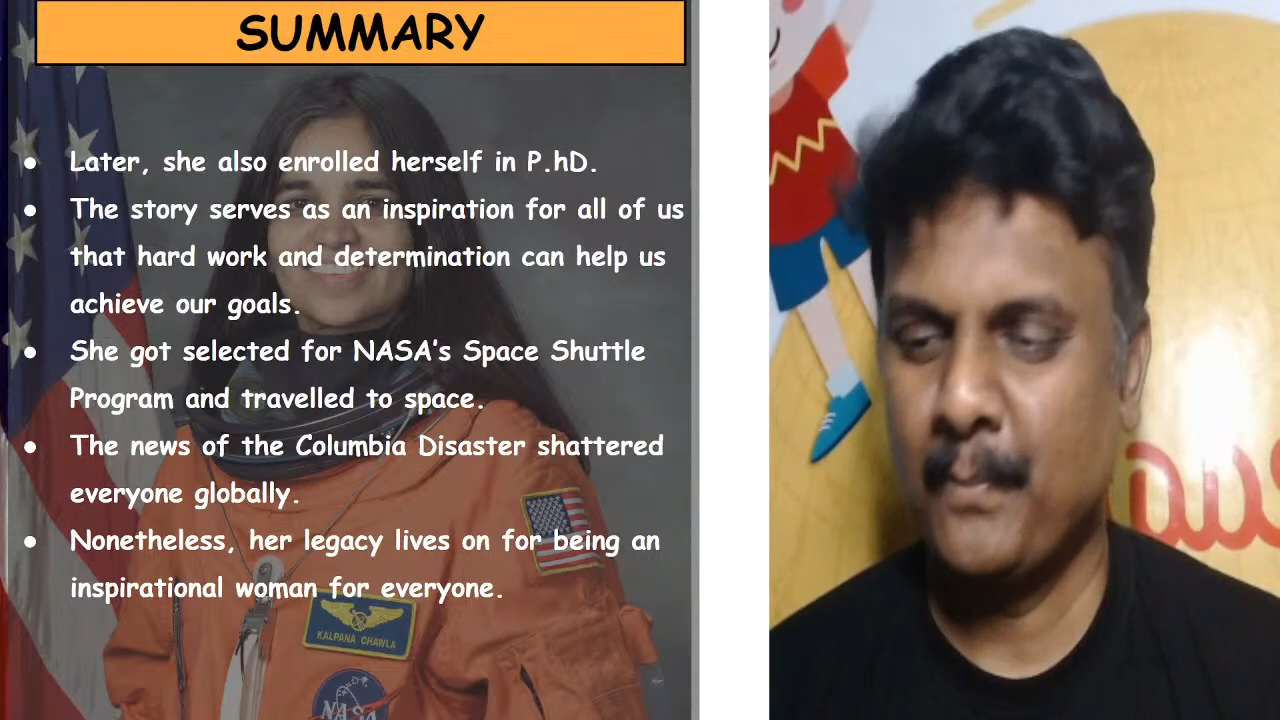 SUMMARY
● Later, she also enrolled herself in P.hD.
● The story serves as an inspiration for all of us
that hard work and determination can help us
achieve our goals.
● She got selected for NASA's Space Shuttle
Program and travelled to space.
● The news of the Columbia Disaster shattered
everyone globally.
● Nonetheless, her legacy lives on for being an
inspirational woman for everyone.
KALPANA CHAWLA
NASA